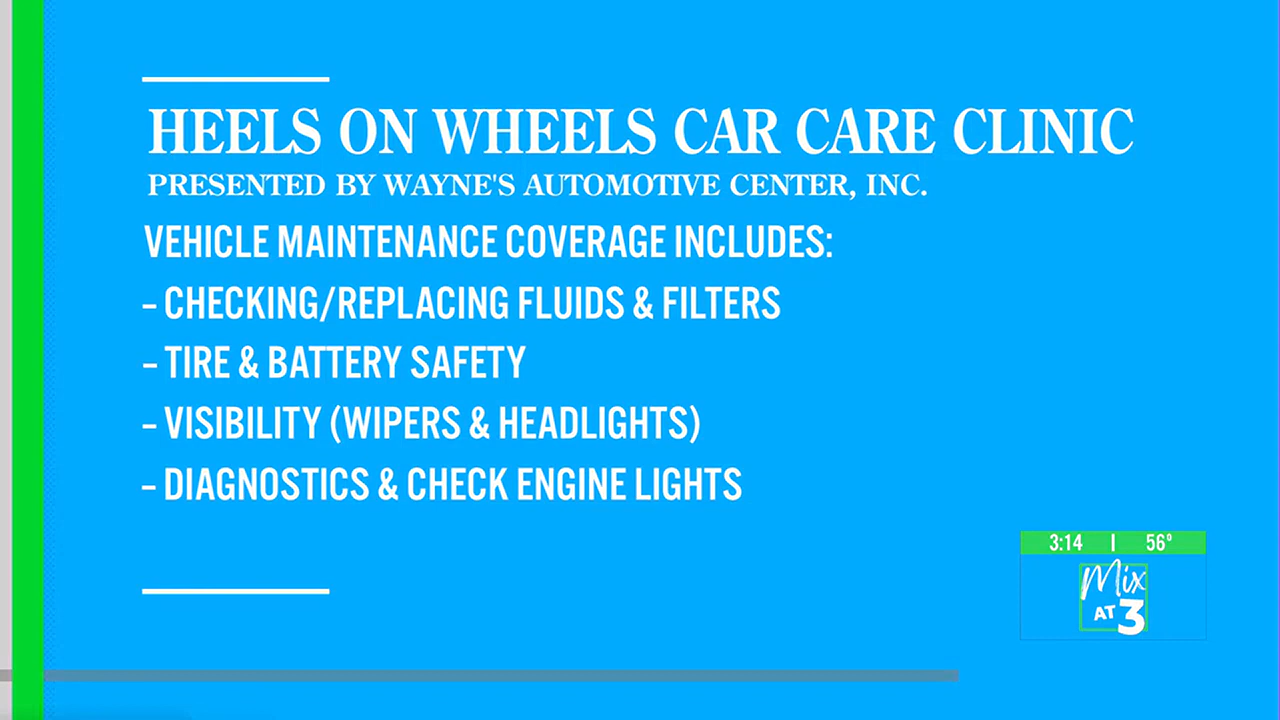 HEELS ON WHEELS CAR CARE CLINIC
PRESENTED BY WAYNE'S AUTOMOTIVE CENTER, INC.
VEHICLE MAINTENANCE COVERAGE INCLUDES:
- CHECKING/REPLACING FLUIDS & FILTERS
- TIRE & BATTERY SAFETY
- VISIBILITY (WIPERS & HEADLIGHTS)
- DIAGNOSTICS & CHECK ENGINE LIGHTS
3:14 | 56°
Mix
AT 3